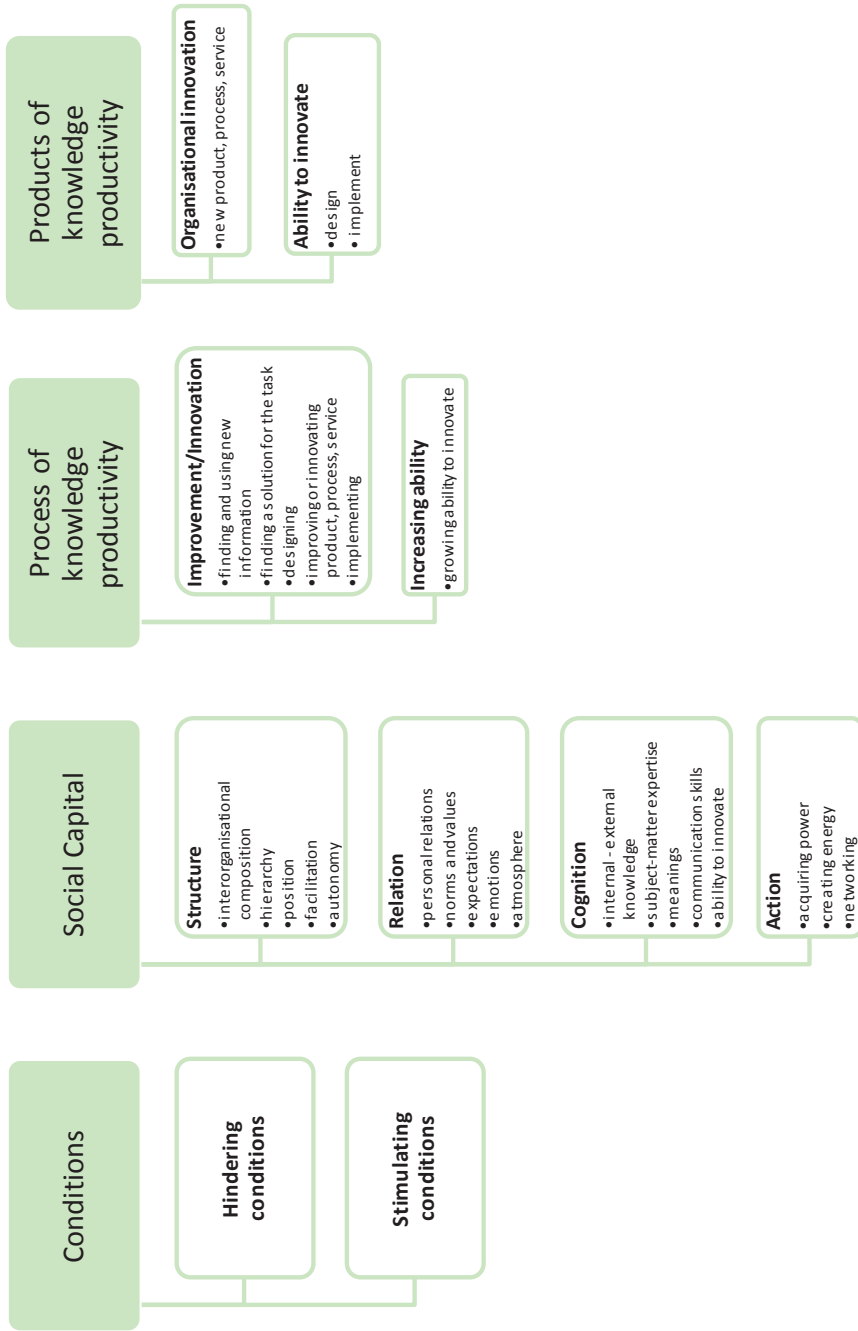 Conditions
Hindering
conditions
Stimulating
conditions
Social Capital
Structure
•interorganisational
composition
•hierarchy
•position
•facilitation
•autonomy
Relation
•personal relations
•norms and values
•expectations
•emotions
•atmosphere
Cognition
•internal - external
knowledge
•subject-matter expertise
•meanings
•communication skills
•ability to innovate
Action
•acquiring power
•creating energy
•networking
Process of
knowledge
productivity
Improvement/Innovation
•finding and using new
information
•finding a solution for the task
•designing
•improving or innovating
product, process, service
•implementing
Increasing ability
•growing ability to innovate
Products of
knowledge
productivity
Organisational innovation
•new product, process, service
Ability to innovate
•design
• implement